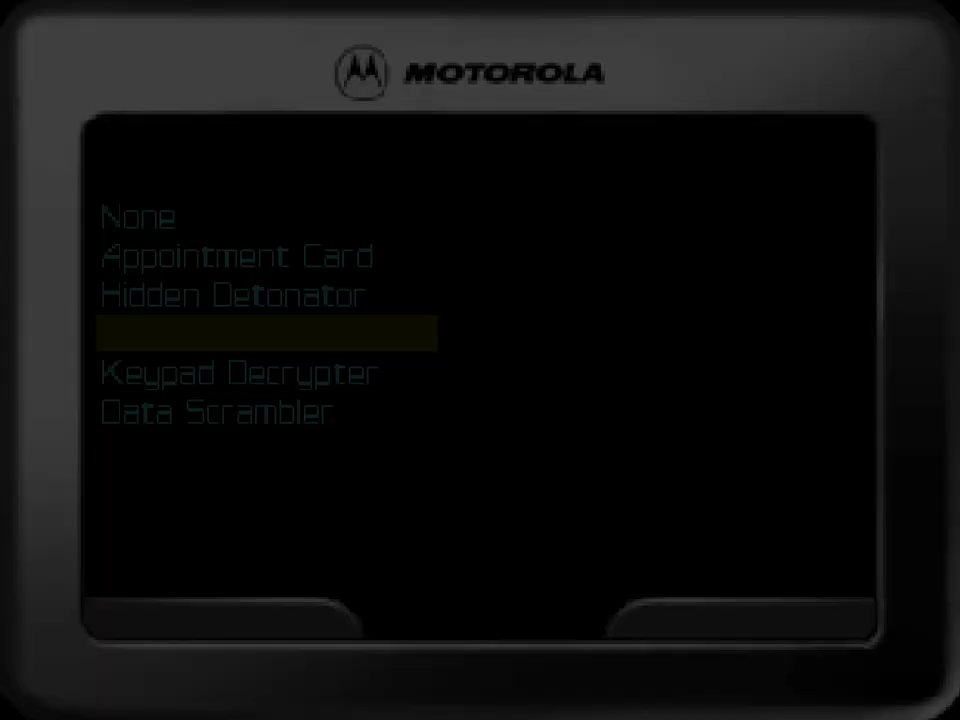 MOTOROLA
None
Appointment Card
Hidden Detonator
Keypad Decrypter
Data Scrambler